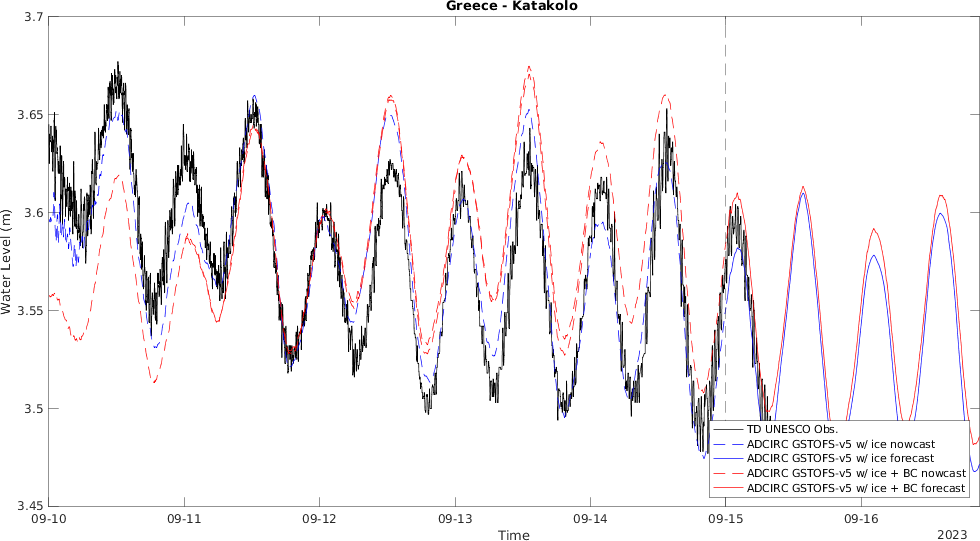 Greece - Katakolo
3.7
3.65
3.6
3.55
3.5
3.45
Water Level (m)
TD UNESCO Obs.
ADCIRC GSTOFS-v5 w/ ice nowcast
ADCIRC GSTOFS-v5 w/ ice forecast
ADCIRC GSTOFS-v5 w/ ice + BC nowcast
ADCIRC GSTOFS-v5 w/ ice + BC forecast
09-10 09-11 09-12 09-13 09-14 09-15 09-16
Time
2023